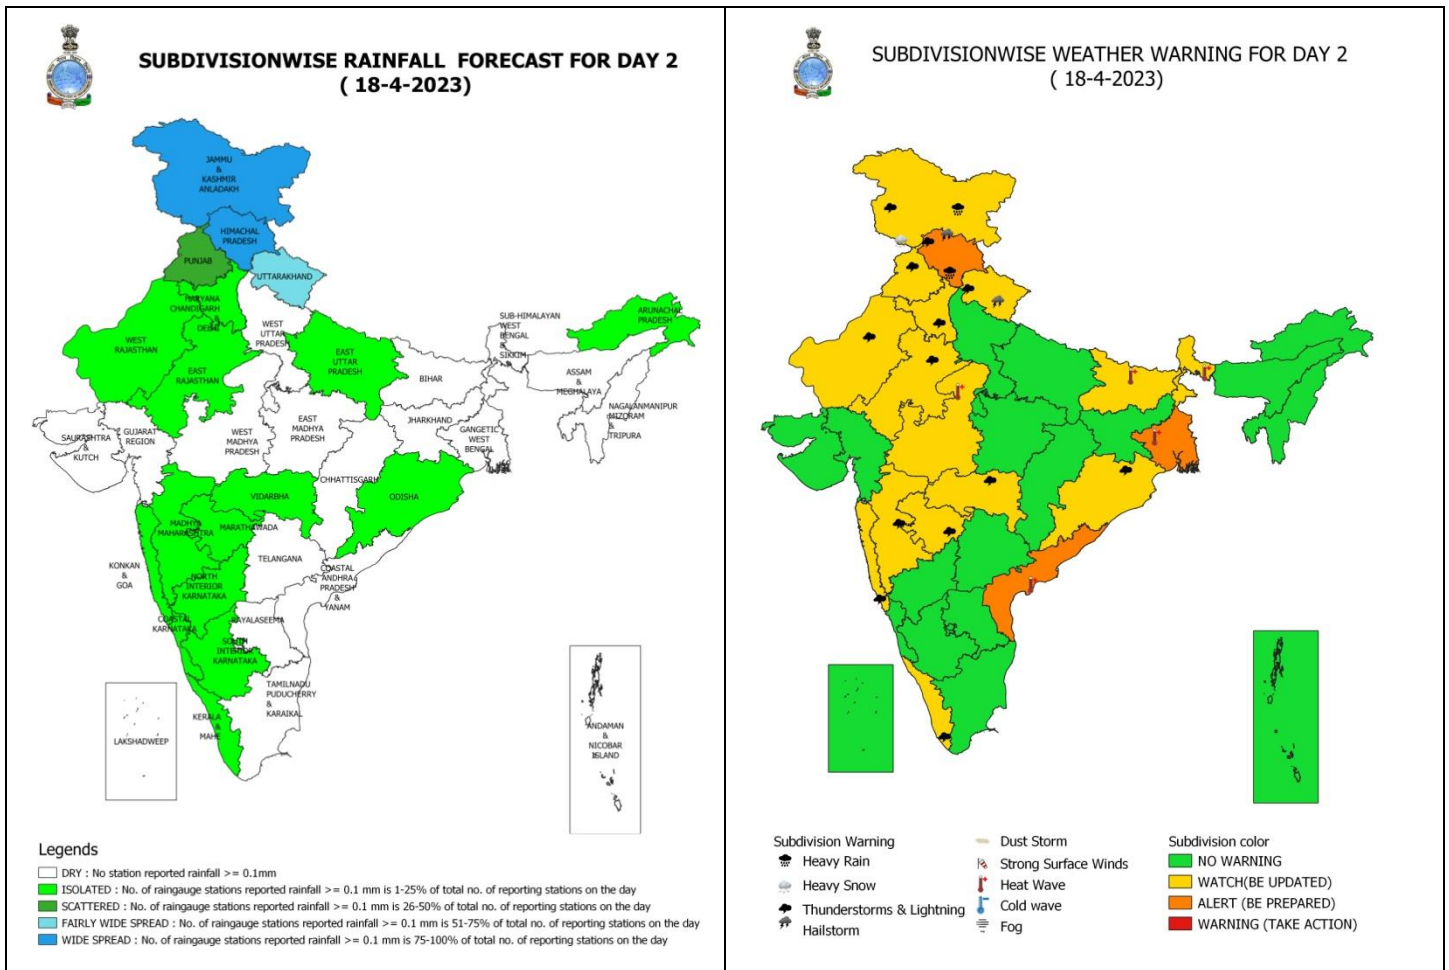 SUBDIVISIONWISE RAINFALL FORECAST FOR DAY 2
( 18-4-2023)
JAMMU
&
KASHMIR
ANLADAKH
HIMACHAL
PRADESH
PUNJAB
UTTARAKHAND
HARYANA
CHANDIGARH
DELHI
WEST
RAJASTHAN
EAST
RAJASTHAN
WEST
UTTAR
PRADESH
EAST
UTTAR
PRADESH
SUB-HIMALAYAN
WEST
BENGAL
&
SIKKIM
ARUNACHAL
PRADESH
BIHAR
ASSAM
&
MEGHALAYA
NAGALANMANIPUR
MIZORAM
&
TRIPURA
JHARKHAND
GANGETIC
WEST
BENGAL
SAURASHTRA
&
KUTCH
GUJARAT
REGION
WEST
MADHYA
PRADESH
EAST
MADHYA
PRADESH
CHHATTISGARH
ODISHA
VIDARBHA
MADHYA
MAHARASHTRA
MARATHAWADA
TELANGANA
KONKAN
&
GOA
NORTH
INTERIOR
KARNATAKA
COASTAL
ANDHRA
PRADESH
&
YANAM
COASTAL
KARNATAKA
RAYALASEEMA
SOUTH
INTERIOR
KARNATAKA
TAMILNADU
PUDUCHERRY
&
KARAIKAL
KERALA
&
MAHE
LAKSHADWEEP
ANDAMAN
&
NICOBAR
ISLAND
Legends
DRY : No station reported rainfall >= 0.1mm
ISOLATED : No. of raingauge stations reported rainfall >= 0.1 mm is 1-25% of total no. of reporting stations on the day
SCATTERED : No. of raingauge stations reported rainfall >= 0.1 mm is 26-50% of total no. of reporting stations on the day
FAIRLY WIDE SPREAD : No. of raingauge stations reported rainfall >= 0.1 mm is 51-75% of total no. of reporting stations on the day
WIDE SPREAD : No. of raingauge stations reported rainfall >= 0.1 mm is 75-100% of total no. of reporting stations on the day
SUBDIVISIONWISE WEATHER WARNING FOR DAY 2
( 18-4-2023)
Subdivision Warning
Heavy Rain
Heavy Snow
Thunderstorms & Lightning
Hailstorm
Dust Storm
Strong Surface Winds
Heat Wave
Cold wave
Fog
Subdivision color
NO WARNING
WATCH(BE UPDATED)
ALERT (BE PREPARED)
WARNING (TAKE ACTION)